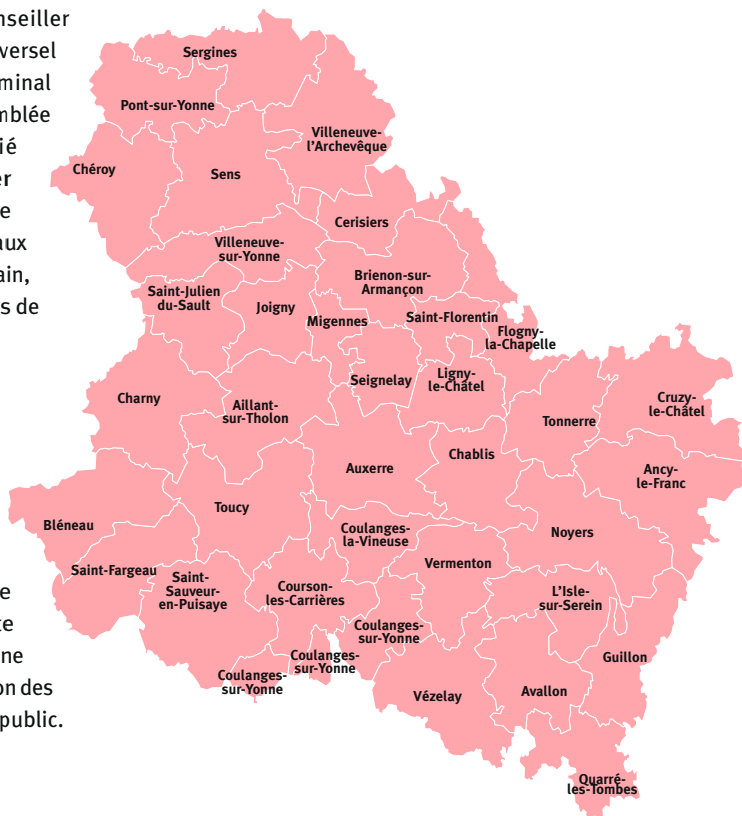 nseiller
versel
minal
mblée
ié
er
e
aux
ain,
s de
e
te
ne
on des
public.
Sergines
Pont-sur-Yonne
Villeneuve-
l'Archevêque
Chéroy
Sens
Cerisiers
Villeneuve-
sur-Yonne
Brienon-sur-
Armançon
Saint-Julien
du-Sault
Joigny
Migennes
Saint-Florentin
Flogny-
la-Chapelle
Seignelay
Ligny-
le-Châtel
Charny
Aillant-
sur-Tholon
Tonnerre
Cruzy-
le-Châtel
Auxerre
Chablis
Ancy-
le-Franc
Toucy
Bléneau
Coulanges-
la-Vineuse
Noyers
Vermenton
Saint-Fargeau
Saint-
Sauveur-
en-Puisaye
Courson-
les-Carrières
L'Isle-
sur-Serein
Coulanges-
sur-Yonne
Coulanges-
sur-Yonne
Coulanges-
sur-Yonne
Guillon
Vézelay
Avallon
Quarré-
les-Tombes